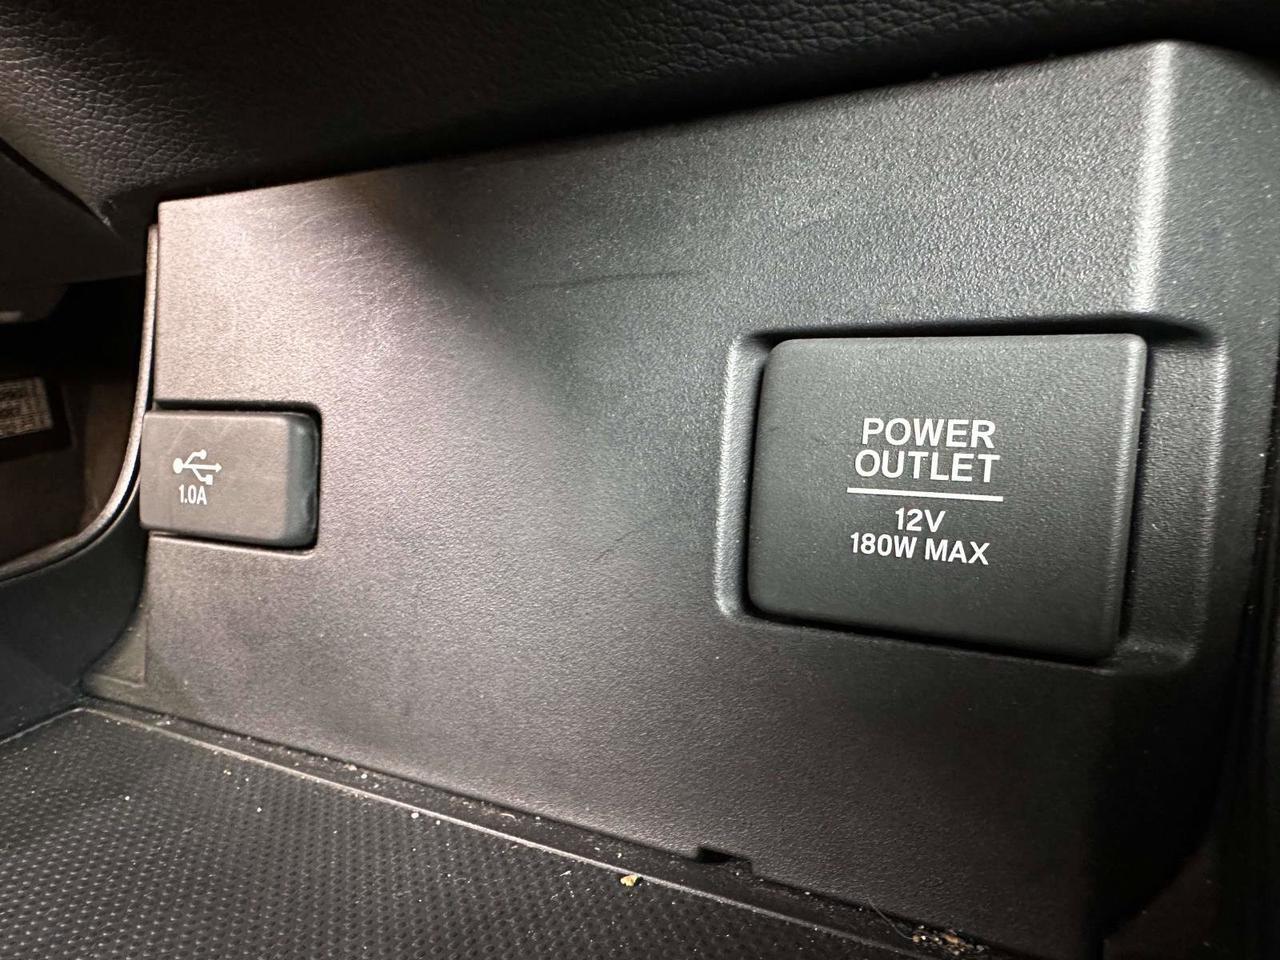 1.0A
POWER
OUTLET
12V
180W MAX